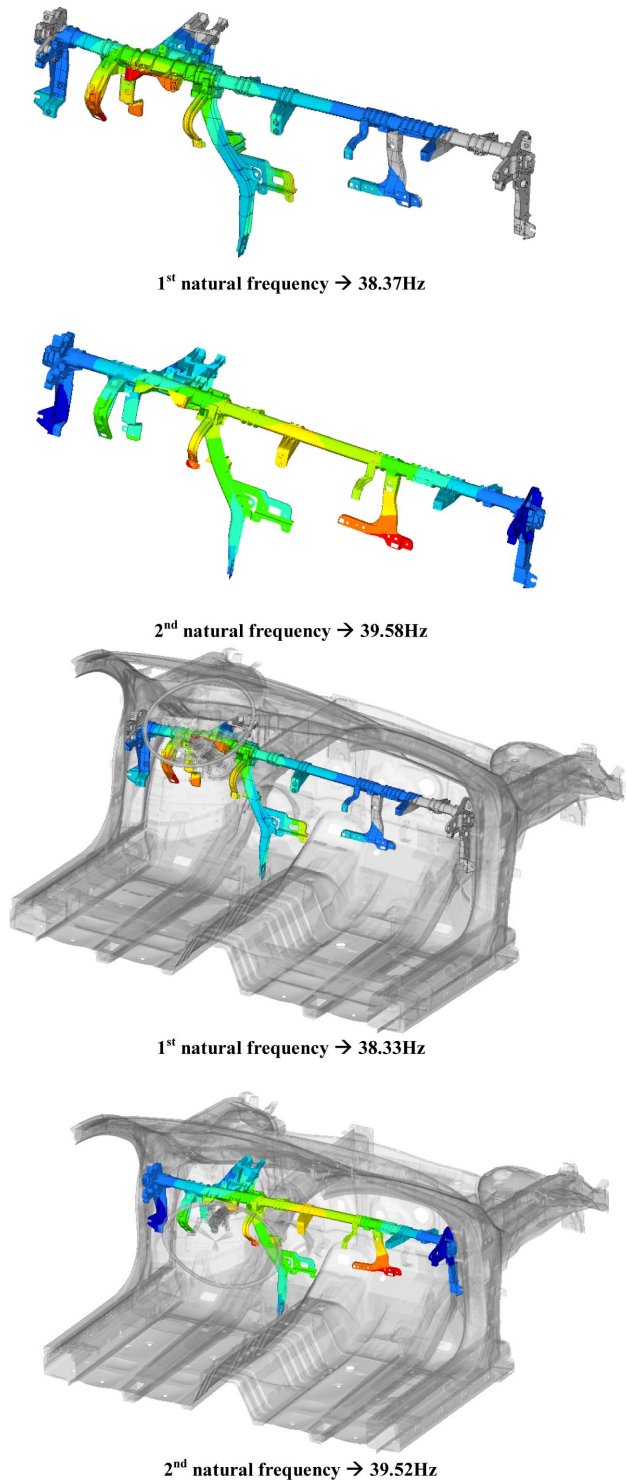 1st natural frequency → 38.37Hz
2nd natural frequency → 39.58Hz
1st natural frequency → 38.33Hz
2nd natural frequency → 39.52Hz